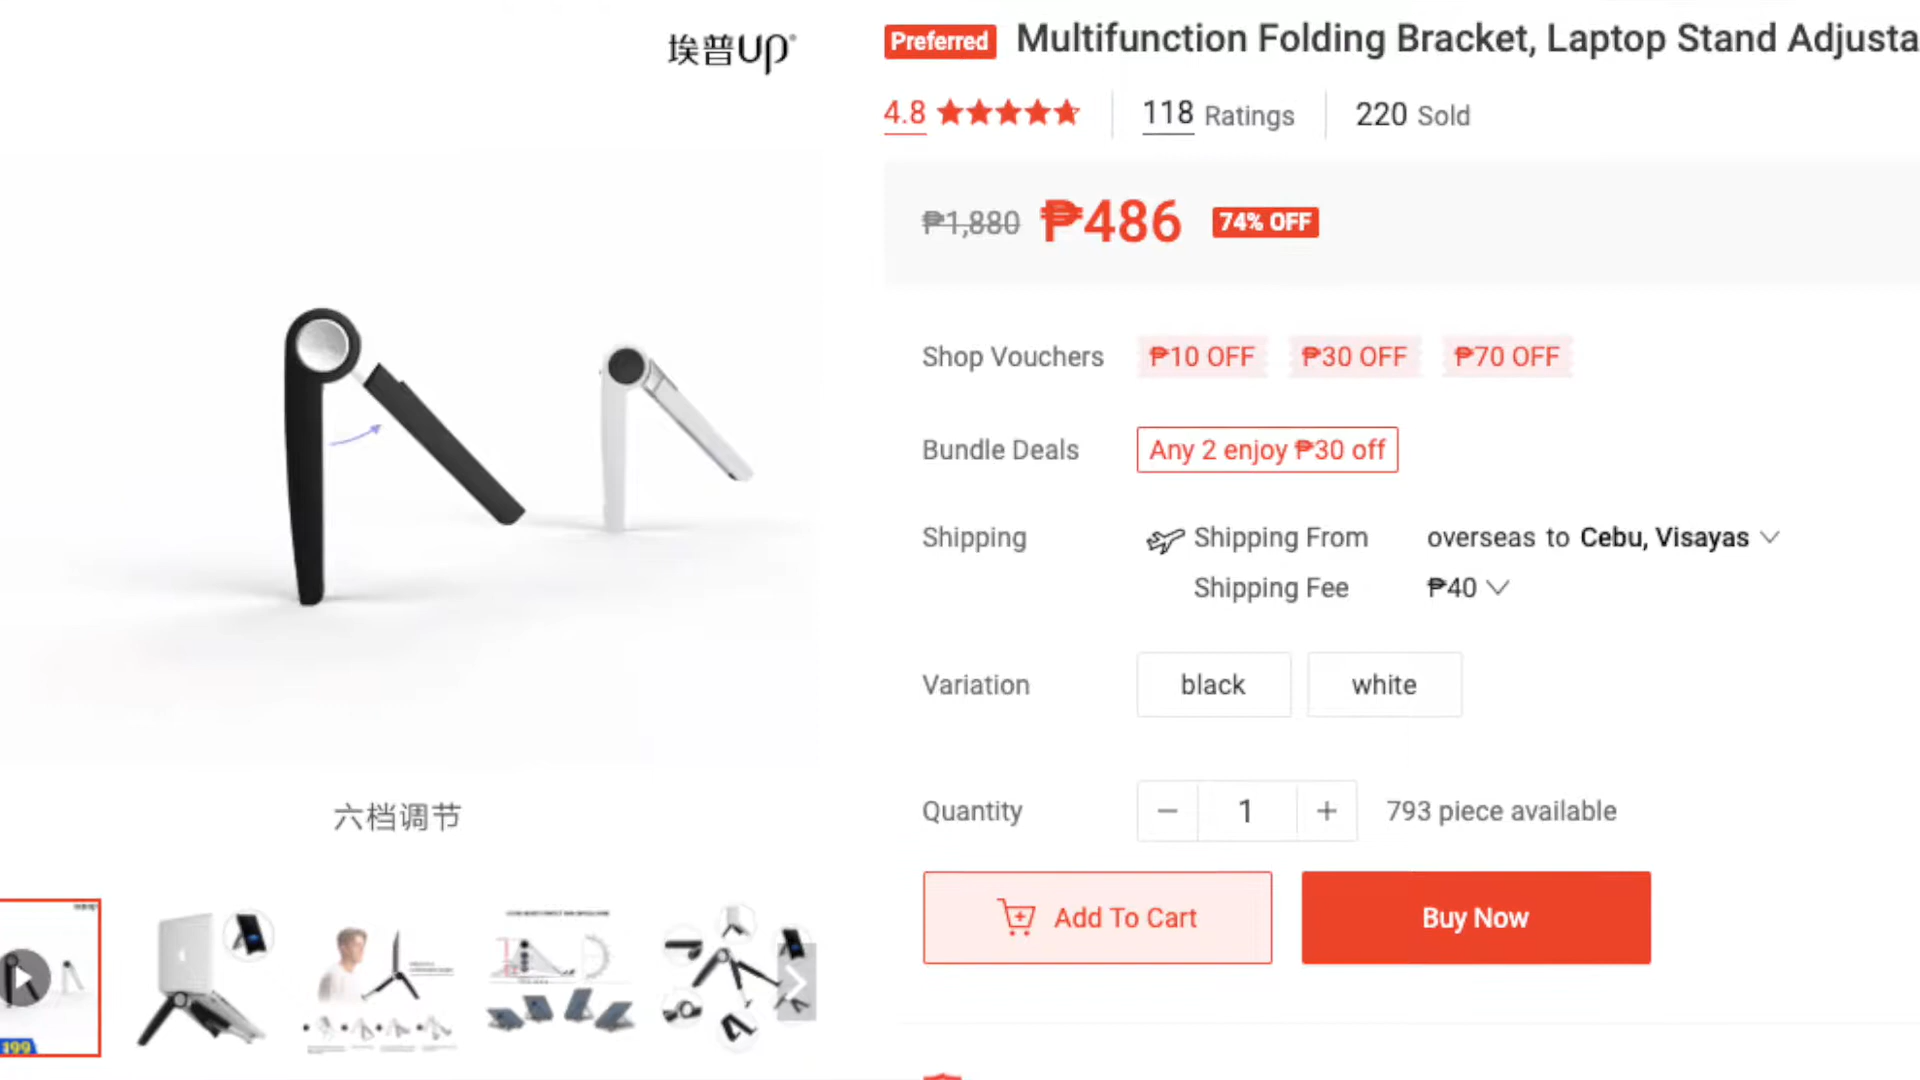 埃普UP®
Preferred Multifunction Folding Bracket, Laptop Stand Adjusta
4.8 118 Ratings 220 Sold
₱1,880 ₱486 74% OFF
Shop Vouchers ₱10 OFF ₱30 OFF ₱70 OFF
Bundle Deals Any 2 enjoy ₱30 off
Shipping Shipping From overseas to Cebu, Visayas
Shipping Fee ₱40
Variation black white
Quantity − 1 + 793 piece available
六档调节
Add To Cart Buy Now